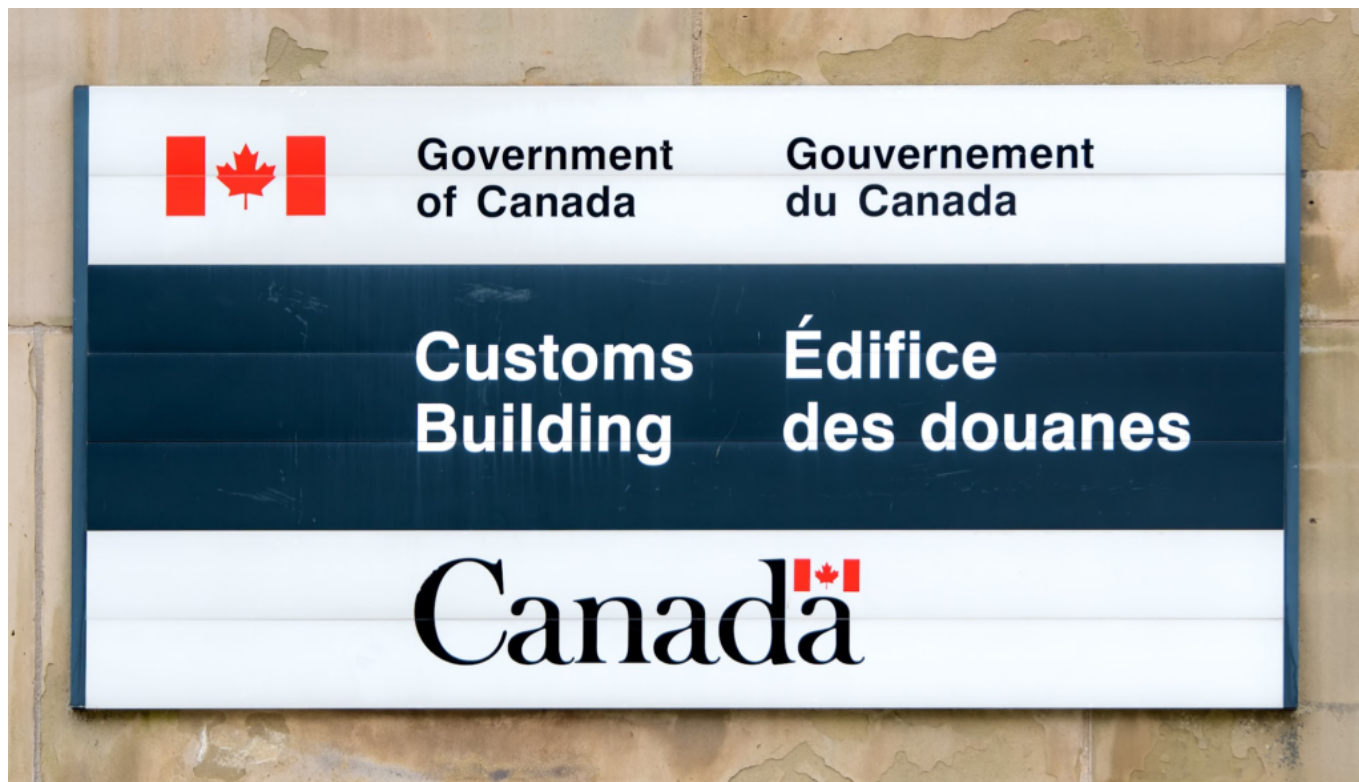 Government
of Canada
Gouvernement
du Canada
Customs
Building
Édifice
des douanes
Canada